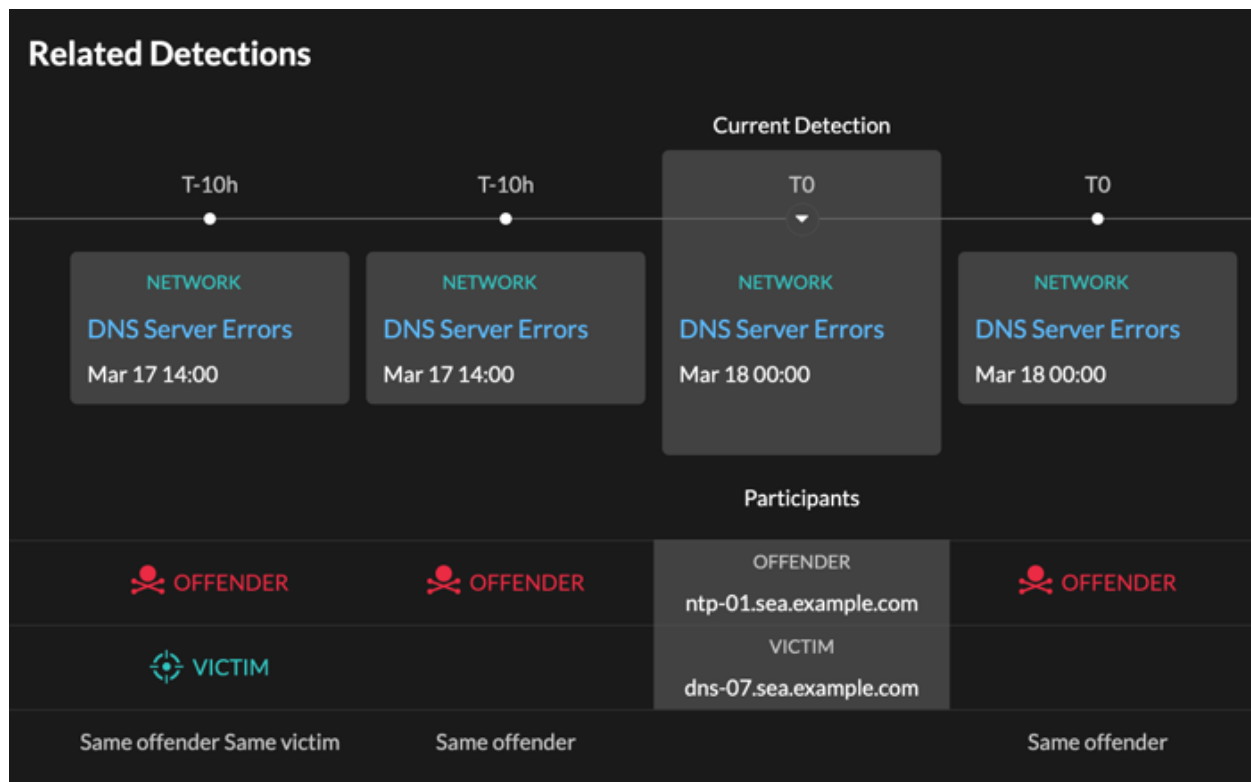 Related Detections
Current Detection
T-10h T-10h T0 T0
NETWORK NETWORK NETWORK NETWORK
DNS Server Errors DNS Server Errors DNS Server Errors DNS Server Errors
Mar 17 14:00 Mar 17 14:00 Mar 18 00:00 Mar 18 00:00
Participants
OFFENDER
OFFENDER OFFENDER OFFENDER
ntp-01.sea.example.com
VICTIM
VICTIM
dns-07.sea.example.com
Same offender Same victim Same offender Same offender